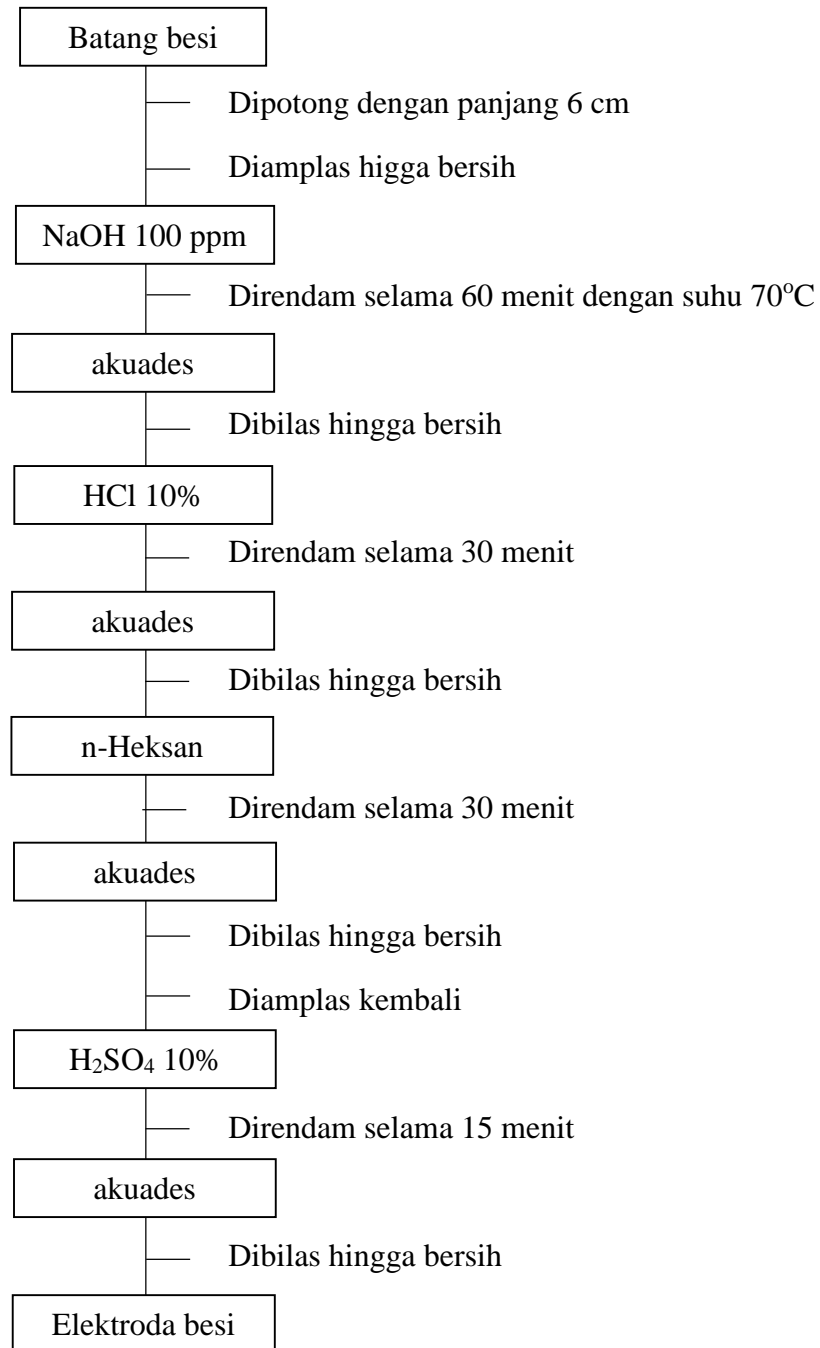 Batang besi
Dipotong dengan panjang 6 cm
Diamplas higga bersih
NaOH 100 ppm
Direndam selama 60 menit dengan suhu 70°C
akuades
Dibilas hingga bersih
HCl 10%
Direndam selama 30 menit
akuades
Dibilas hingga bersih
n-Heksan
Direndam selama 30 menit
akuades
Dibilas hingga bersih
Diamplas kembali
H₂SO₄ 10%
Direndam selama 15 menit
akuades
Dibilas hingga bersih
Elektroda besi